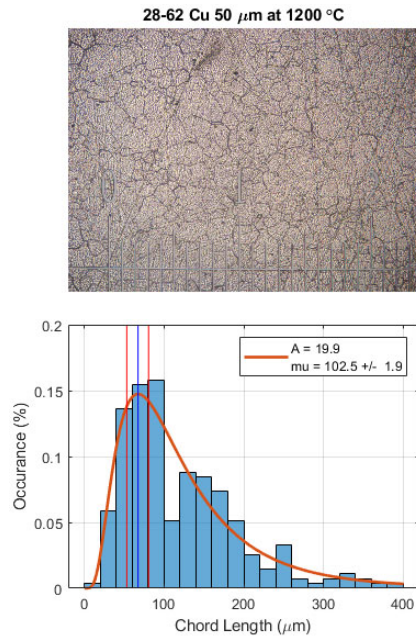 28-62 Cu 50 μm at 1200 °C
0.2
0.15
0.1
0.05
0
Occurance (%)
A = 19.9
mu = 102.5 +/- 1.9
0 100 200 300 400
Chord Length (μm)